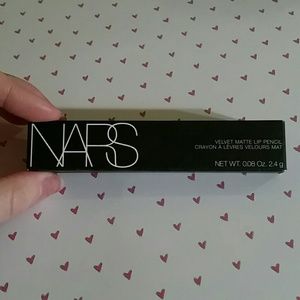 NARS
VELVET MATTE LIP PENCIL
CRAYON À LÈVRES VELOURS MAT
NET WT. 0.08 Oz. 2.4 g